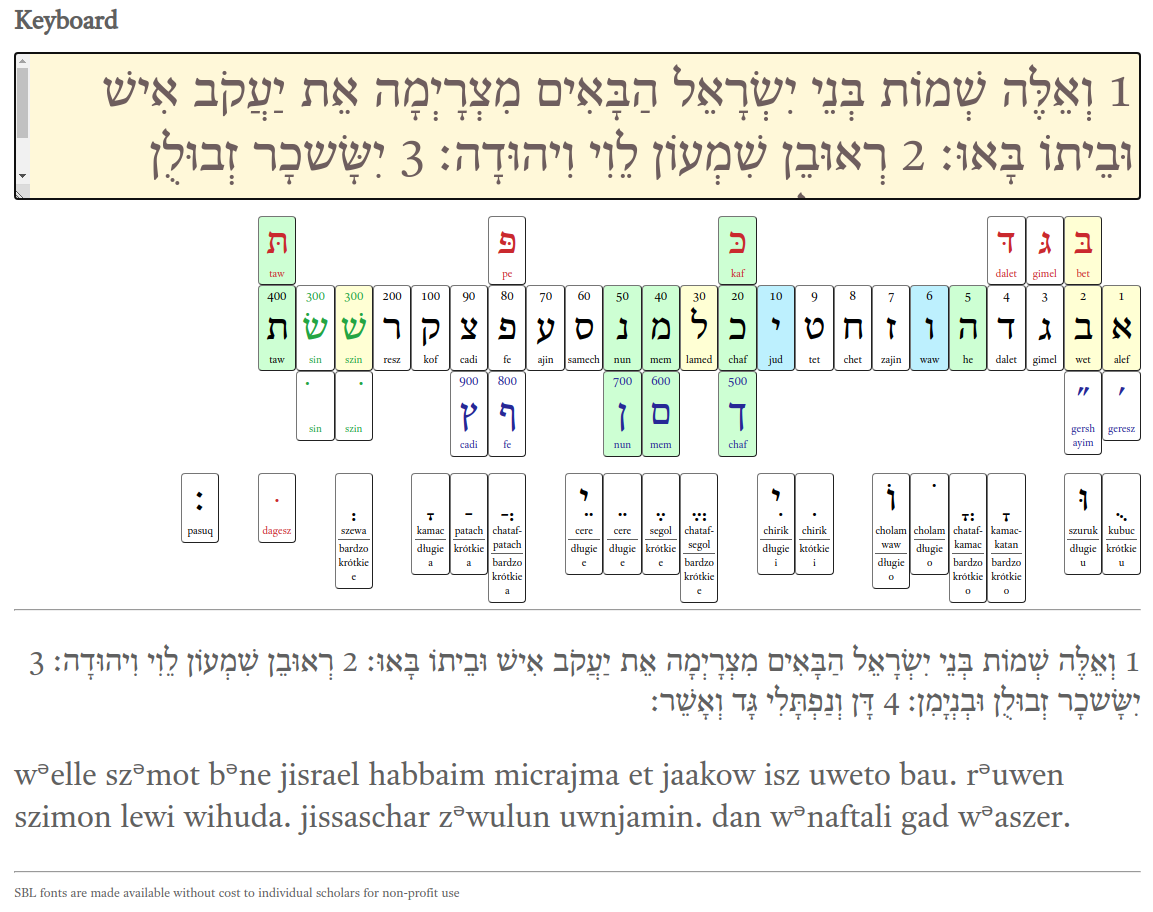 Keyboard
1 וְאֵלֶּה שְׁמוֹת בְּנֵי יִשְׂרָאֵל הַבָּאִים מִצְרָיְמָה אֵת יַעֲקֹב אִישׁ
וּבֵיתוֹ בָּאוּ: 2 רְאוּבֵן שִׁמְעוֹן לֵוִי וִיהוּדָה: 3 יִשָּׂשכָר זְבוּלֻן
תּ פּ כּ דּ גּ בּ
taw pe kaf dalet gimel bet
400 300 300 200 100 90 80 70 60 50 40 30 20 10 9 8 7 6 5 4 3 2 1
ת שׂ שׁ ר ק צ פ ע ס נ מ ל כ י ט ח ז ו ה ד ג ב א
taw sin szin resz kof cadi fe ajin samech nun mem lamed chaf jud tet chet zajin waw he dalet gimel wet alef
900 800 700 600 500
ׂ ׁ ץ ף ן ם ך ״ ׳
sin szin cadi fe nun mem chaf gersh ayim geresz
׃ ּ ְ ָ ַ ֲ ֵי ֵ ֶ ֱ ִי ִ וֹ ֹ ֳ ָ וּ ֻ
pasuq dagesz szewa kamac patach chataf-patach cere cere segol chataf-segol chirik chirik cholam waw cholam chataf-kamac kamac-katan szuruk kubuc
bardzo krótkie e długie a krótkie a bardzo krótkie a długie e długie e krótkie e bardzo krótkie e długie i któtkie i długie o długie o bardzo krótkie o bardzo krótkie o długie u krótkie u
1 וְאֵלֶּה שְׁמוֹת בְּנֵי יִשְׂרָאֵל הַבָּאִים מִצְרָיְמָה אֵת יַעֲקֹב אִישׁ וּבֵיתוֹ בָּאוּ: 2 רְאוּבֵן שִׁמְעוֹן לֵוִי וִיהוּדָה: 3
יִשָּׂשכָר זְבוּלֻן וּבְנְיָמִן: 4 דָּן וְנַפְתָּלִי גָּד וְאָשֵׁר:
wᵊelle szᵊmot bᵊne jisrael habbaim micrajma et jaakow isz uweto bau. rᵊuwen
szimon lewi wihuda. jissaschar zᵊwulun uwnjamin. dan wᵊnaftali gad wᵊaszer.
SBL fonts are made available without cost to individual scholars for non-profit use